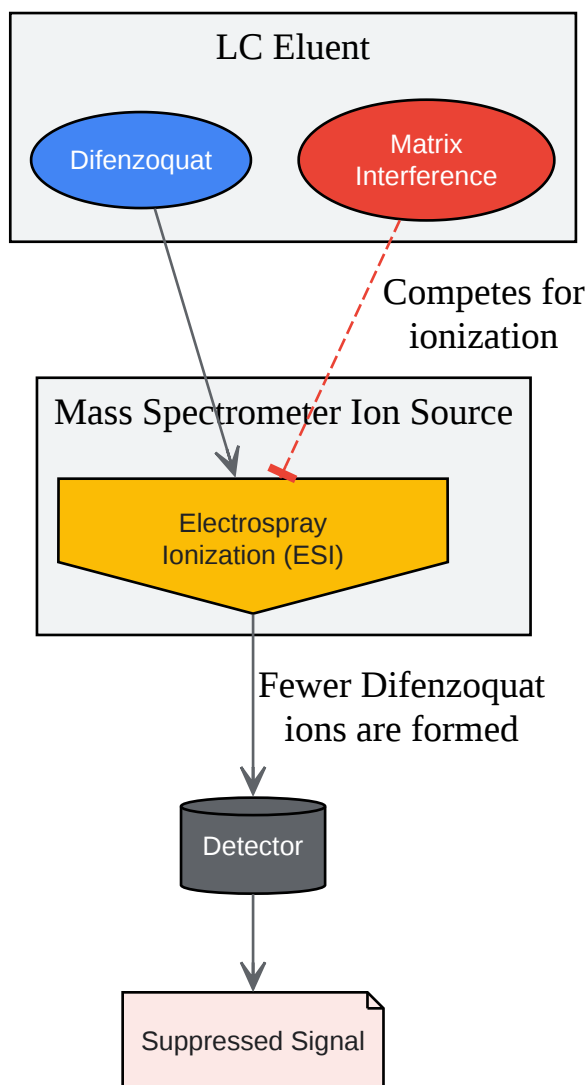 LC Eluent
Difenzoquat
Matrix
Interference
Competes for
ionization
Mass Spectrometer Ion Source
Electrospray
Ionization (ESI)
Fewer Difenzoquat
ions are formed
Detector
Suppressed Signal